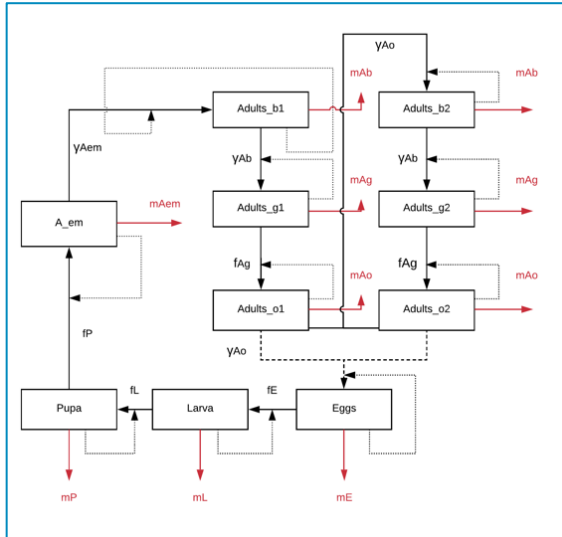 γAo
mAb
mAb
Adults_b1
Adults_b2
γAem
γAb
γAb
mAg
mAg
mAem
A_em
Adults_g1
Adults_g2
fAg
fAg
mAo
mAo
Adults_o1
Adults_o2
fP
γAo
fL
fE
Pupa
Larva
Eggs
mP
mL
mE